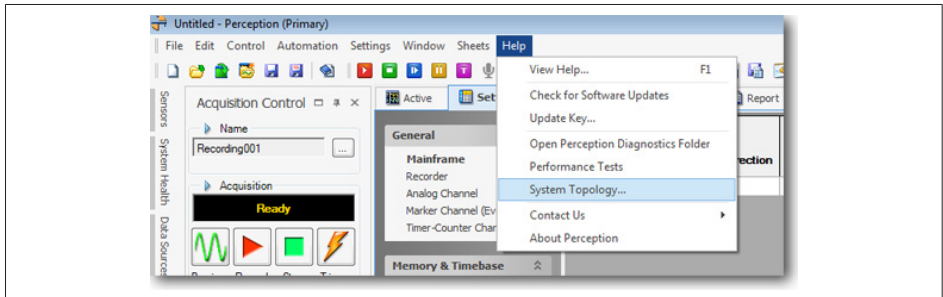 Untitled - Perception (Primary)
File Edit Control Automation Settings Window Sheets Help
View Help... F1
Check for Software Updates
Update Key...
Open Perception Diagnostics Folder
Performance Tests
System Topology...
Contact Us
About Perception
Sensors
System Health
Data Sources
Acquisition Control
Name
Recording001
...
Acquisition
Ready
Active
Set
Report
General
Mainframe
Recorder
Analog Channel
Marker Channel (Ev
Timer-Counter Char
Memory & Timebase
ection